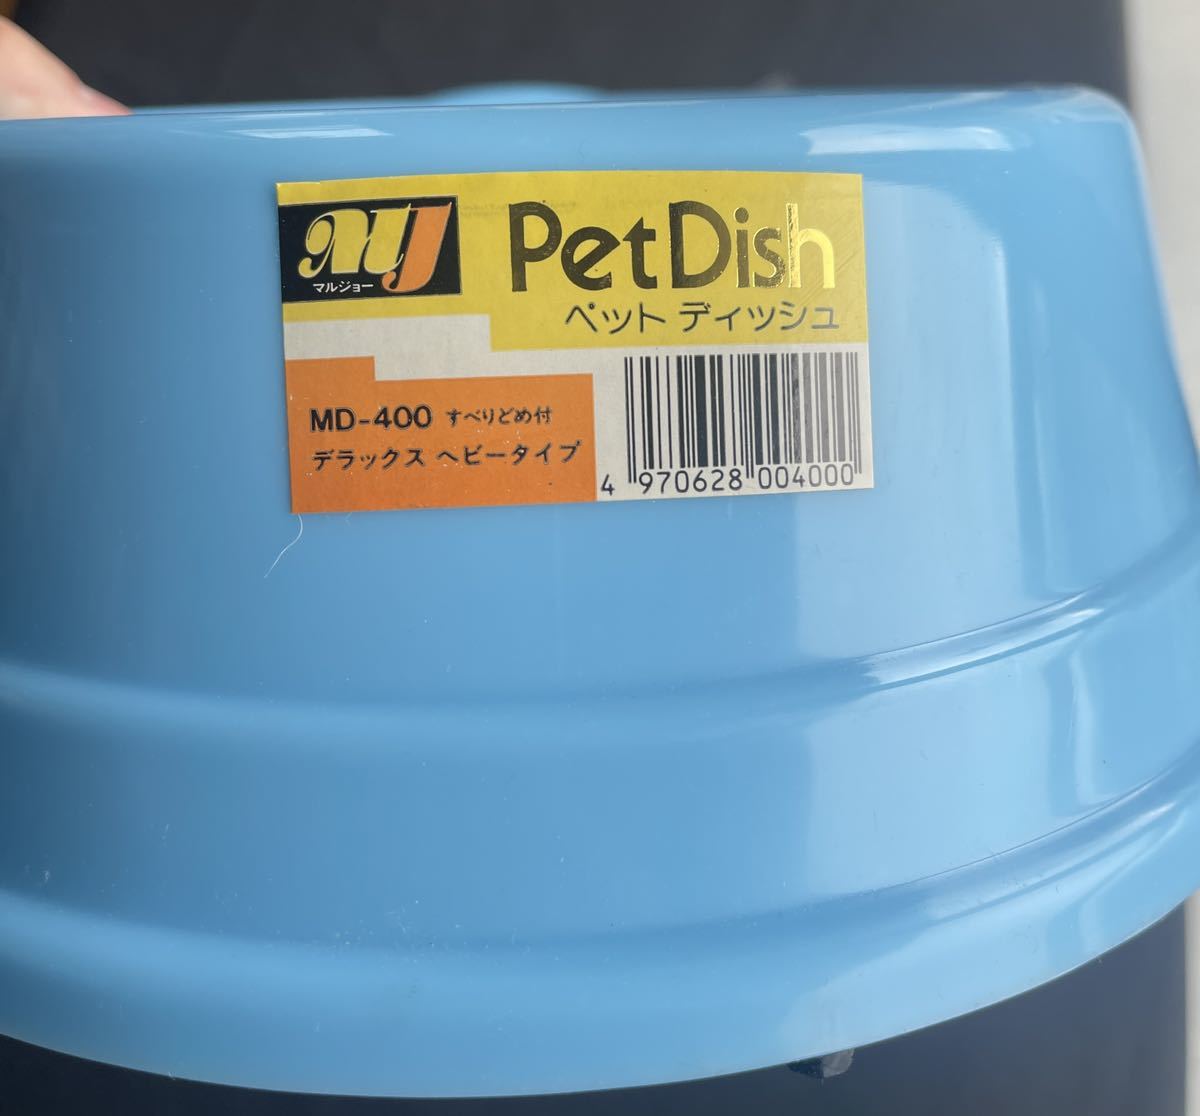 MJ
マルジョー
PetDish
ペット ディッシュ
MD-400 すべりどめ付
デラックス ヘビータイプ
4 970628 004000